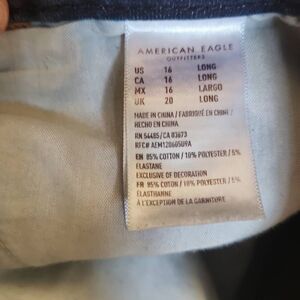 AMERICAN EAGLE
OUTFITTERS
US 16 LONG
CA 16 LONG
MX 16 LARGO
UK 20 LONG
MADE IN CHINA / FABRIQUÉ EN CHINE /
HECHO EN CHINA
RN 54485 / CA 03673
RFC# AEM120605U9A
EN 85% COTTON / 10% POLYESTER / 5%
ELASTANE
EXCLUSIVE OF DECORATION
FR 85% COTON / 10% POLYESTER / 5%
ÉLASTHANNE
À L'EXCEPTION DE LA GARNITURE